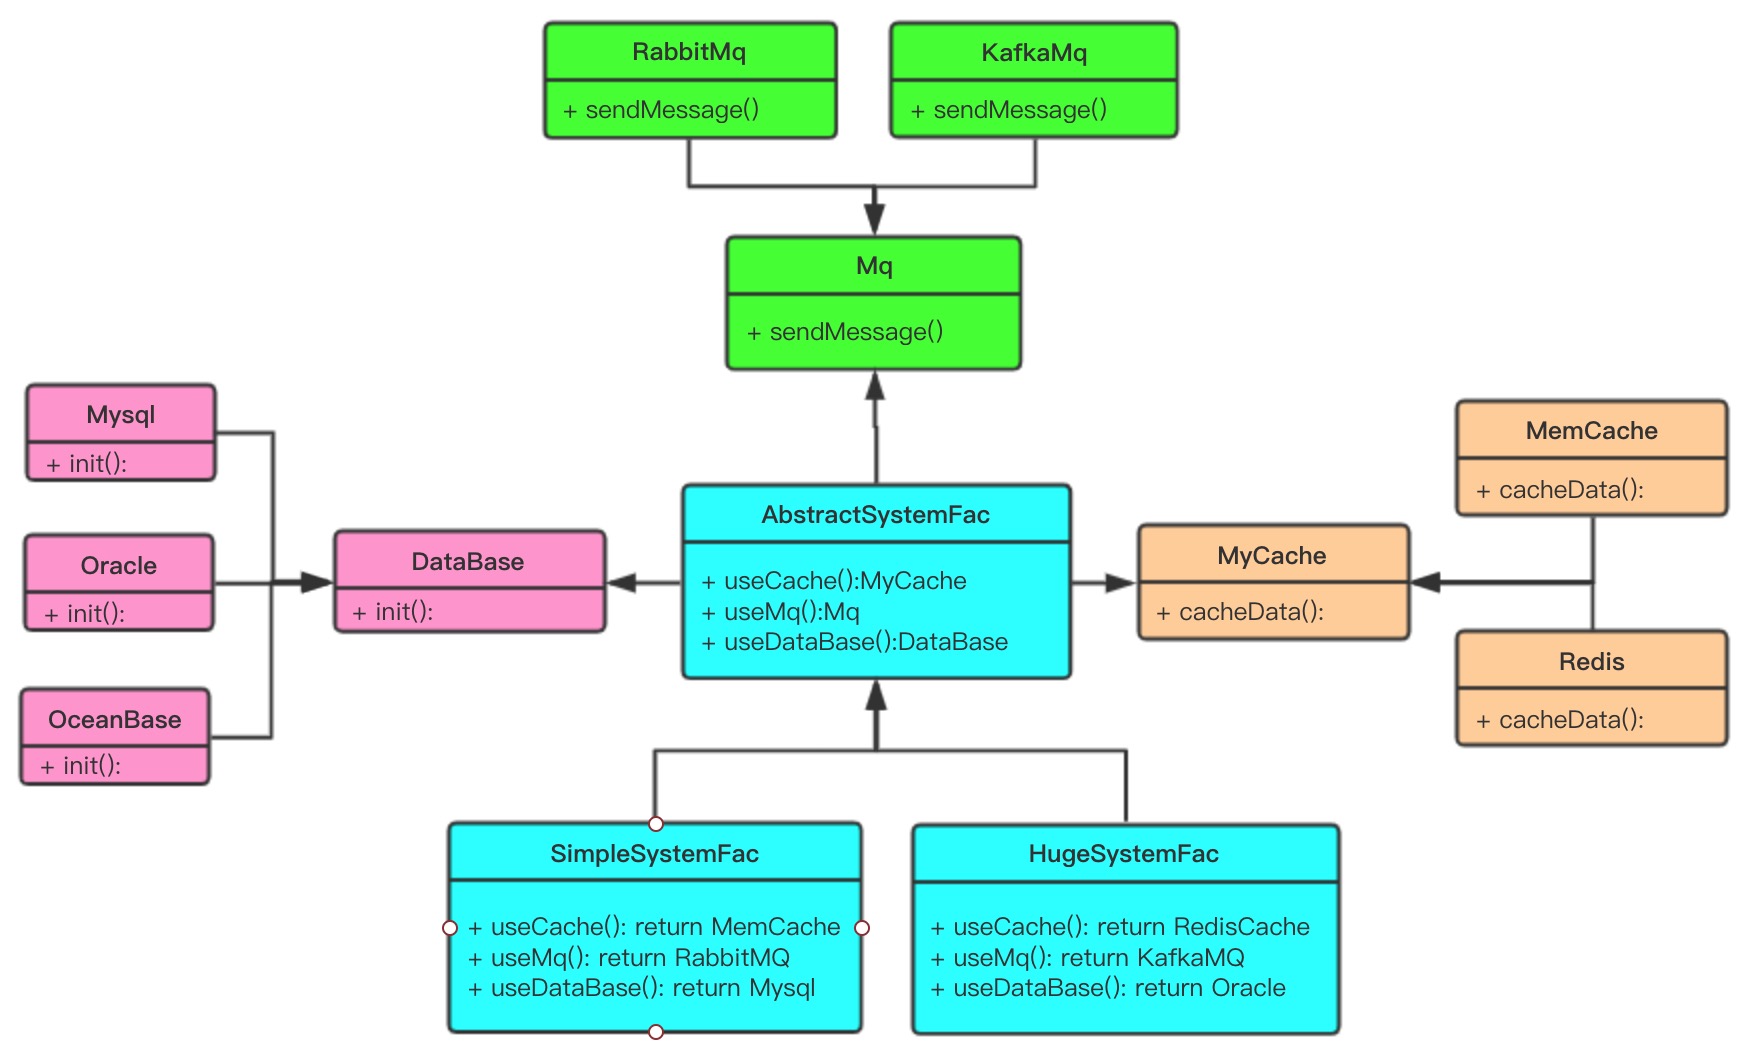 RabbitMq
+ sendMessage()
KafkaMq
+ sendMessage()
Mq
+ sendMessage()
Mysql
+ init():
Oracle
+ init():
OceanBase
+ init():
DataBase
+ init():
AbstractSystemFac
+ useCache():MyCache
+ useMq():Mq
+ useDataBase():DataBase
MyCache
+ cacheData():
MemCache
+ cacheData():
Redis
+ cacheData():
SimpleSystemFac
+ useCache(): return MemCache
+ useMq(): return RabbitMQ
+ useDataBase(): return Mysql
HugeSystemFac
+ useCache(): return RedisCache
+ useMq(): return KafkaMQ
+ useDataBase(): return Oracle